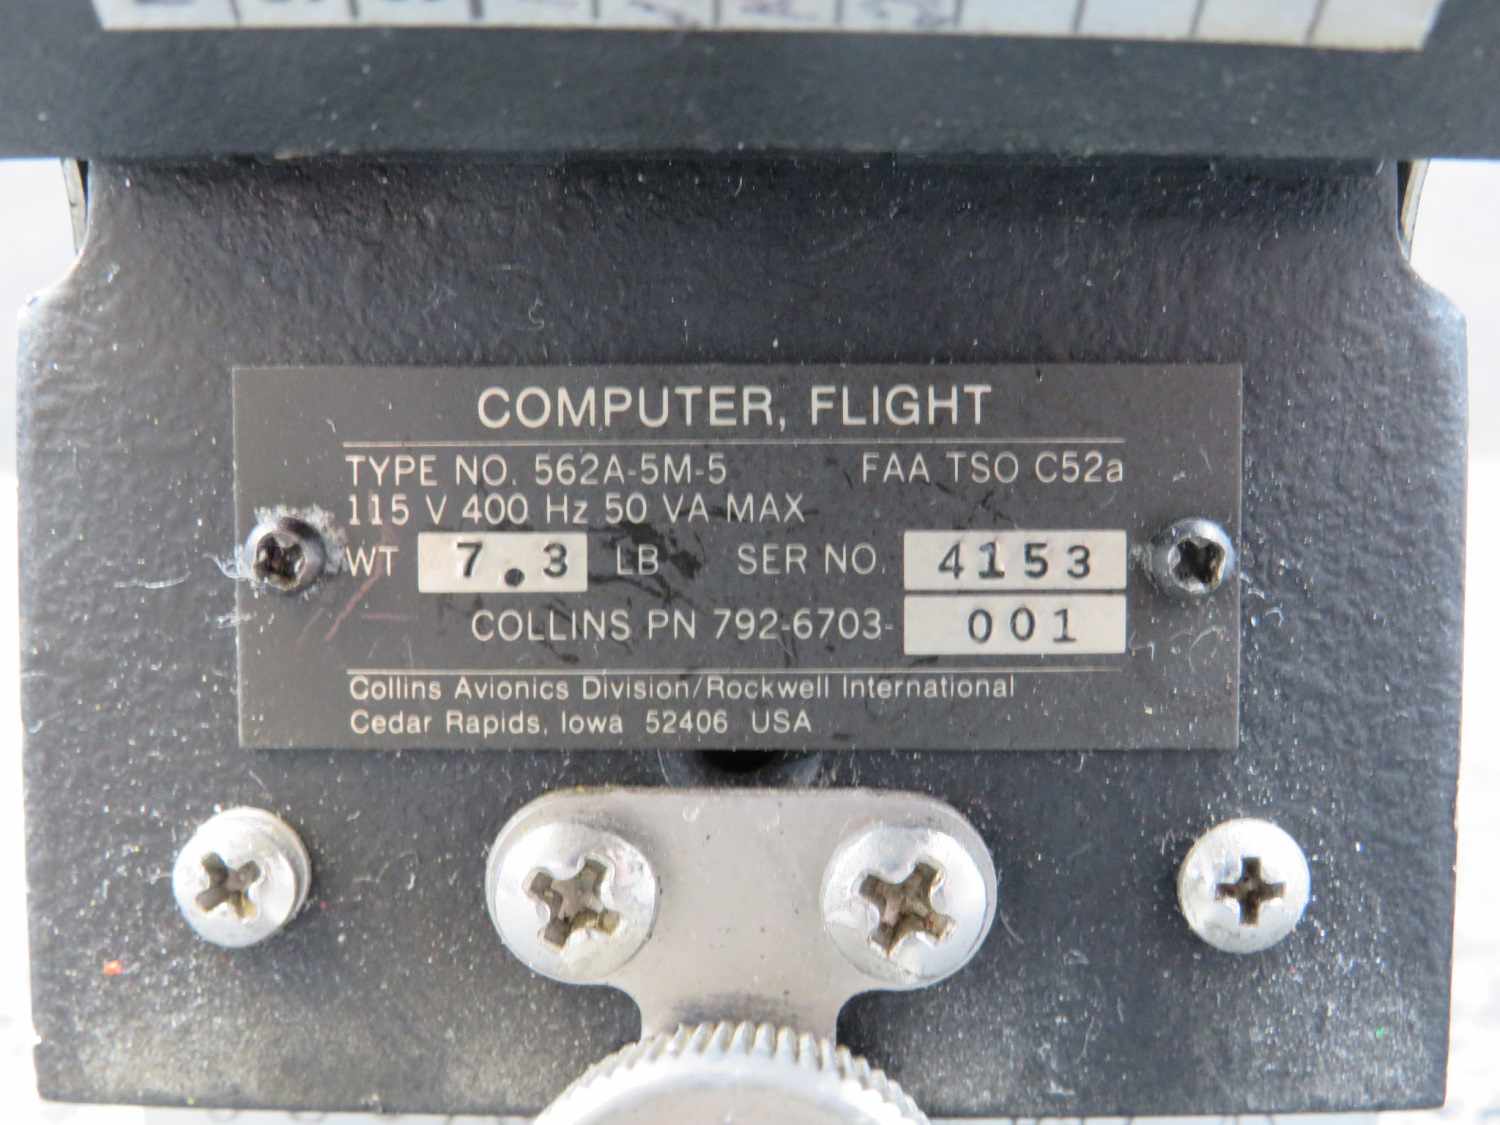 COMPUTER, FLIGHT
TYPE NO. 562A-5M-5 FAA TSO C52a
115 V 400 Hz 50 VA MAX
WT 7.3 LB SER NO. 4153
COLLINS PN 792-6703- 001
Collins Avionics Division/Rockwell International
Cedar Rapids, Iowa 52406 USA